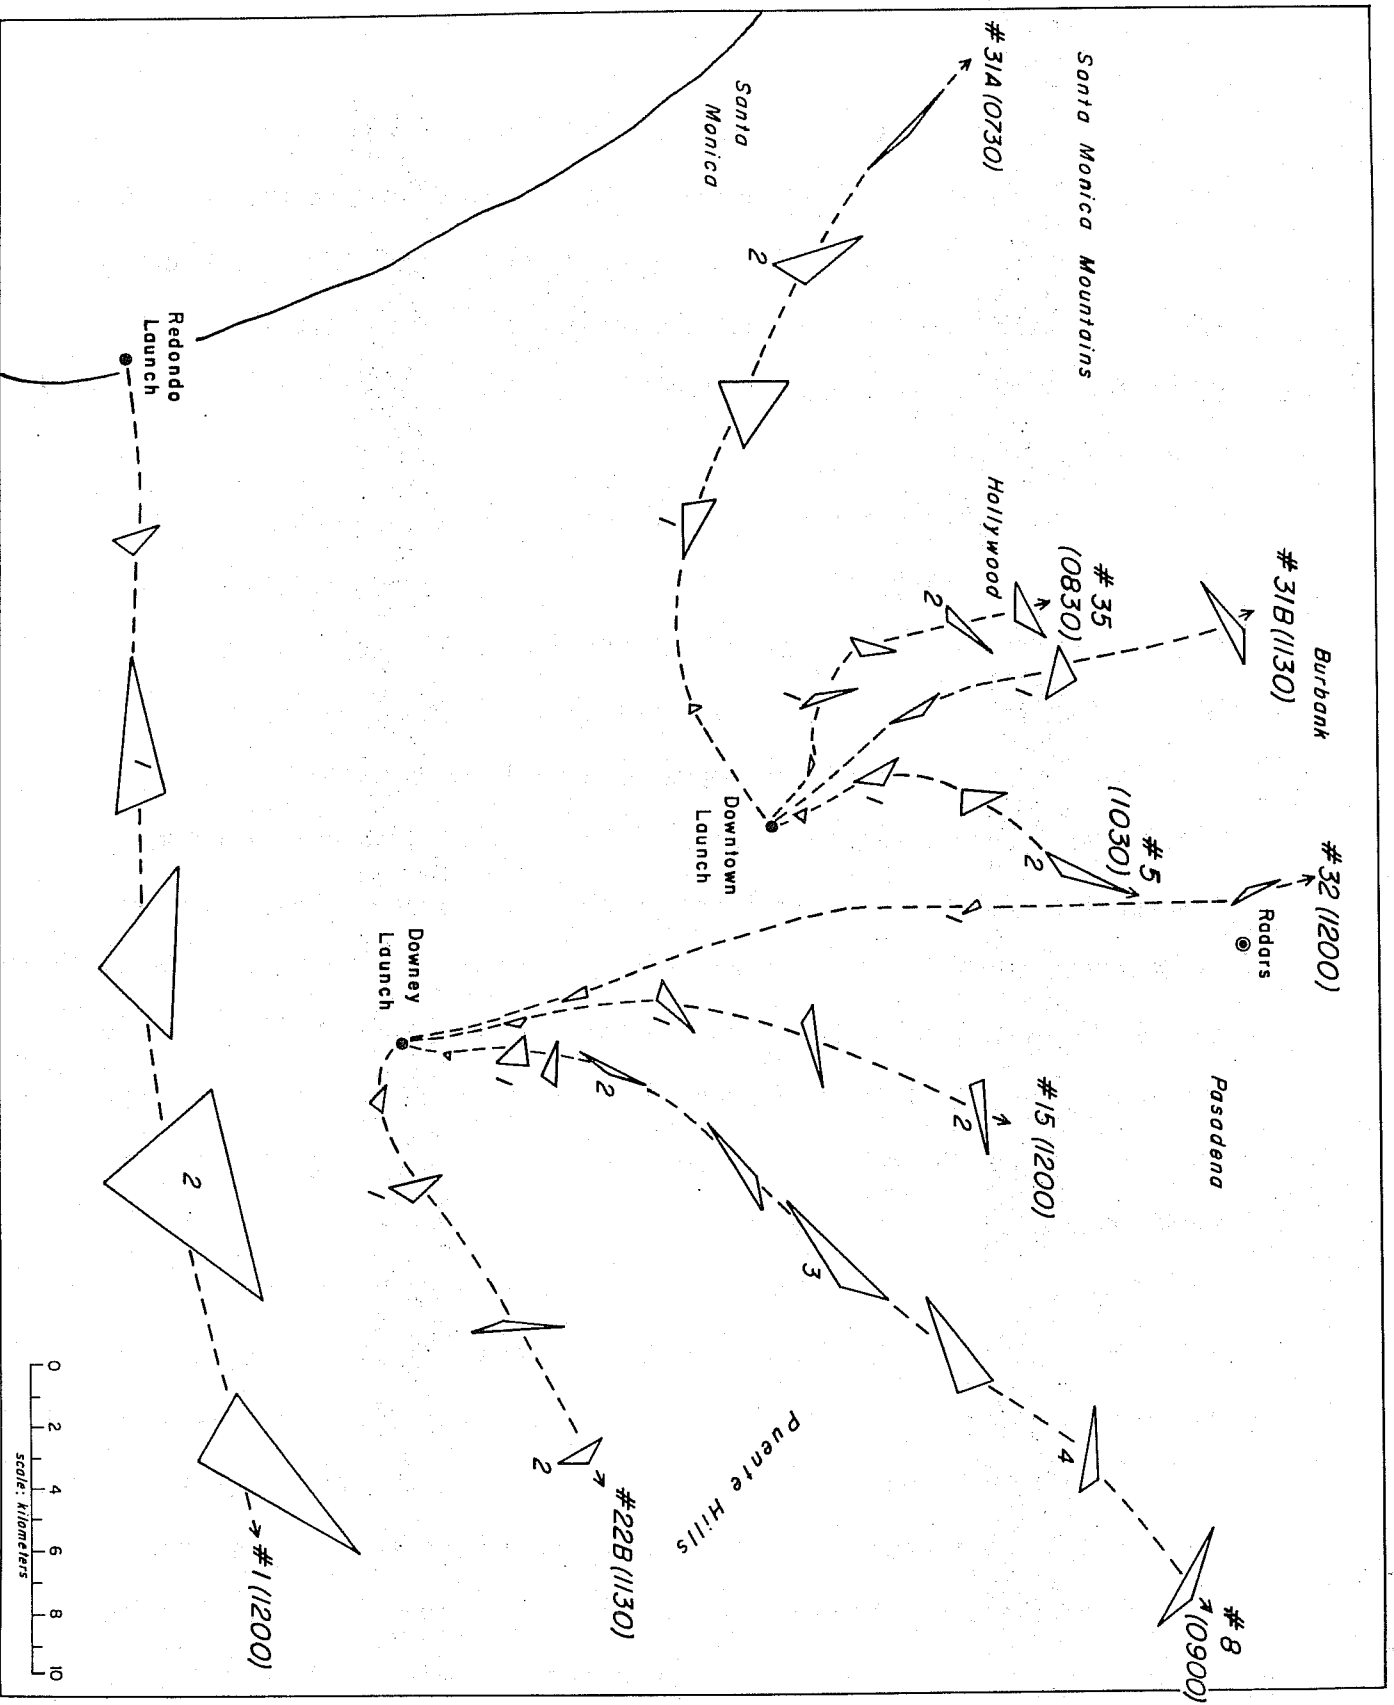 #31A (0730)
Santa Monica Mountains
Santa
Monica
2
1
Hollywood
#35
(0830)
2
1
#31B (1130)
Burbank
1
#5
(1030)
1
2
Downtown
Launch
#32 (1200)
Radars
1
Pasadena
#15 (1200)
1
2
Downey
Launch
1
2
3
4
#8
(0900)
Puente Hills
1
2
#22B (1130)
Redondo
Launch
1
2
#1 (1200)
0 2 4 6 8 10
scale: kilometers